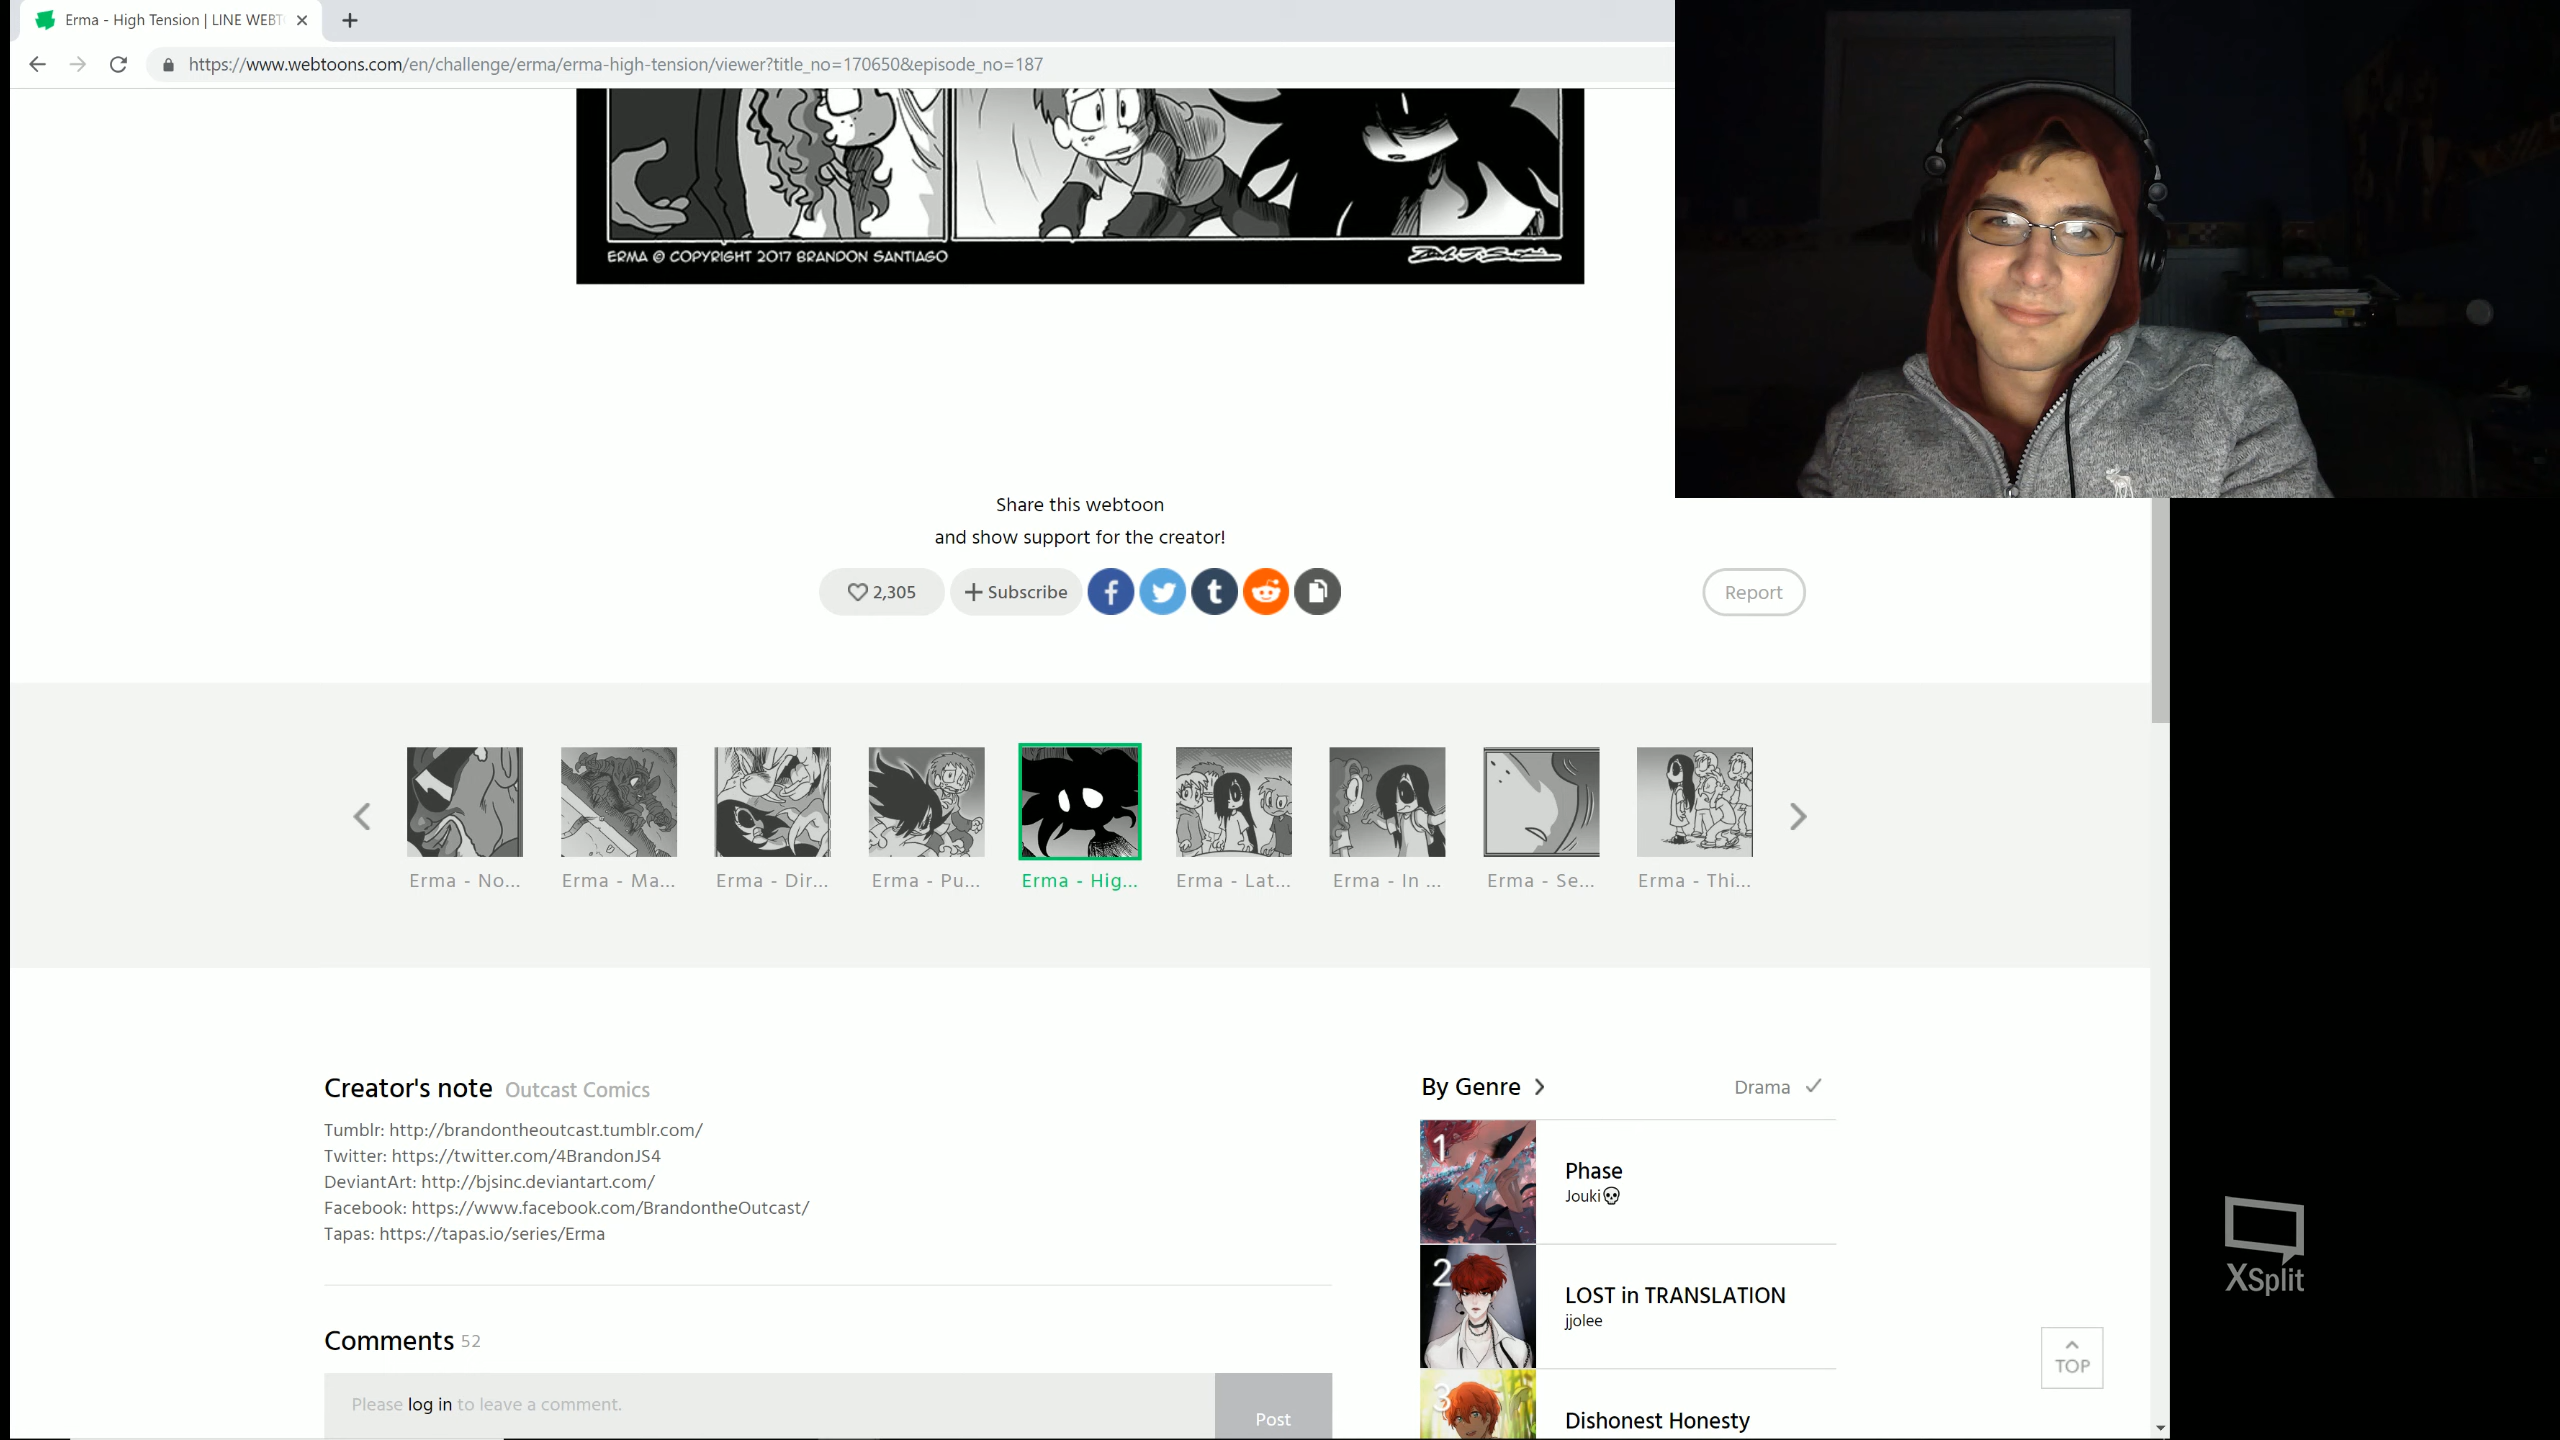 Erma - High Tension | LINE WEBT
https://www.webtoons.com/en/challenge/erma/erma-high-tension/viewer?title_no=170650&episode_no=187
ERMA © COPYRIGHT 2017 BRANDON SANTIAGO
Share this webtoon
and show support for the creator!
2,305
Subscribe
Report
Erma - No...
Erma - Ma...
Erma - Dir...
Erma - Pu...
Erma - Hig...
Erma - Lat...
Erma - In ...
Erma - Se...
Erma - Thi...
Creator's note Outcast Comics
Tumblr: http://brandontheoutcast.tumblr.com/
Twitter: https://twitter.com/4BrandonJS4
DeviantArt: http://bjsinc.deviantart.com/
Facebook: https://www.facebook.com/BrandontheOutcast/
Tapas: https://tapas.io/series/Erma
Comments 52
Please log in to leave a comment.
Post
By Genre
Drama
1
Phase
Jouki
2
LOST in TRANSLATION
jjolee
3
Dishonest Honesty
TOP
XSplit